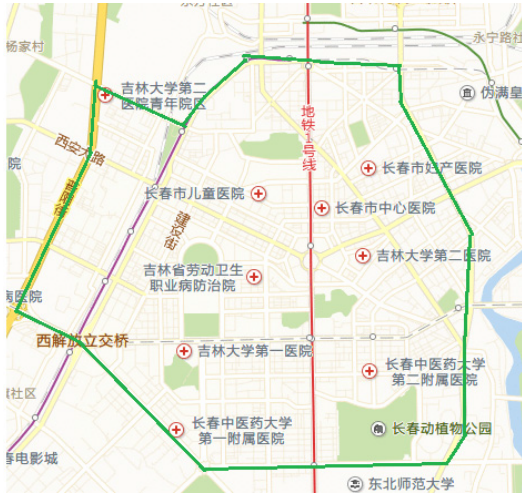 杨家村
永宁路社
吉林大学第二
医院青年院区
伪满皇
地铁1号线
西安大路
院
长春市妇产医院
长春市儿童医院
长春市中心医院
建设街
吉林大学第二医院
吉林省劳动卫生
职业病防治院
病医院
西解放立交桥
吉林大学第一医院
长春中医药大学
第二附属医院
社区
长春中医药大学
第一附属医院
长春动植物公园
春电影城
东北师范大学